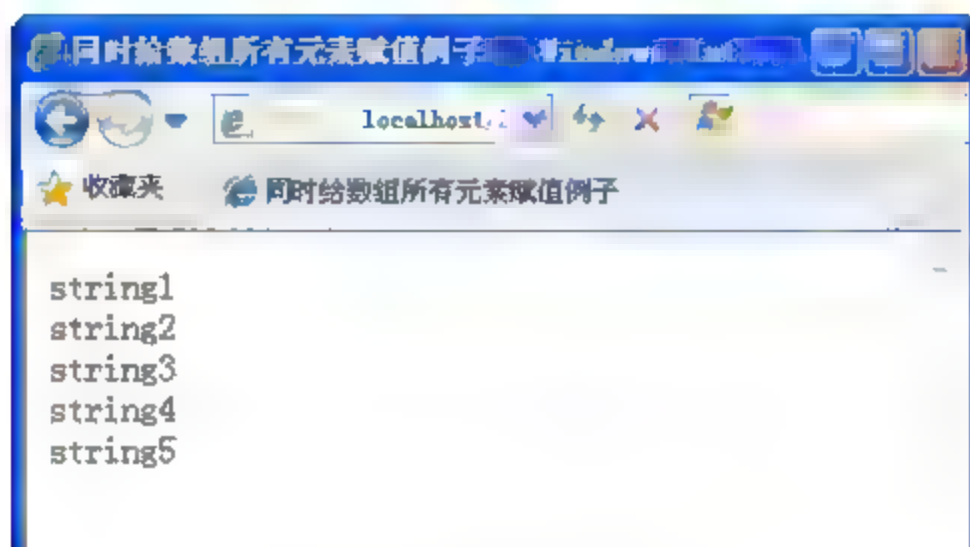 同时给数组所有元素赋值例子
localhost/
收藏夹 同时给数组所有元素赋值例子
string1
string2
string3
string4
string5